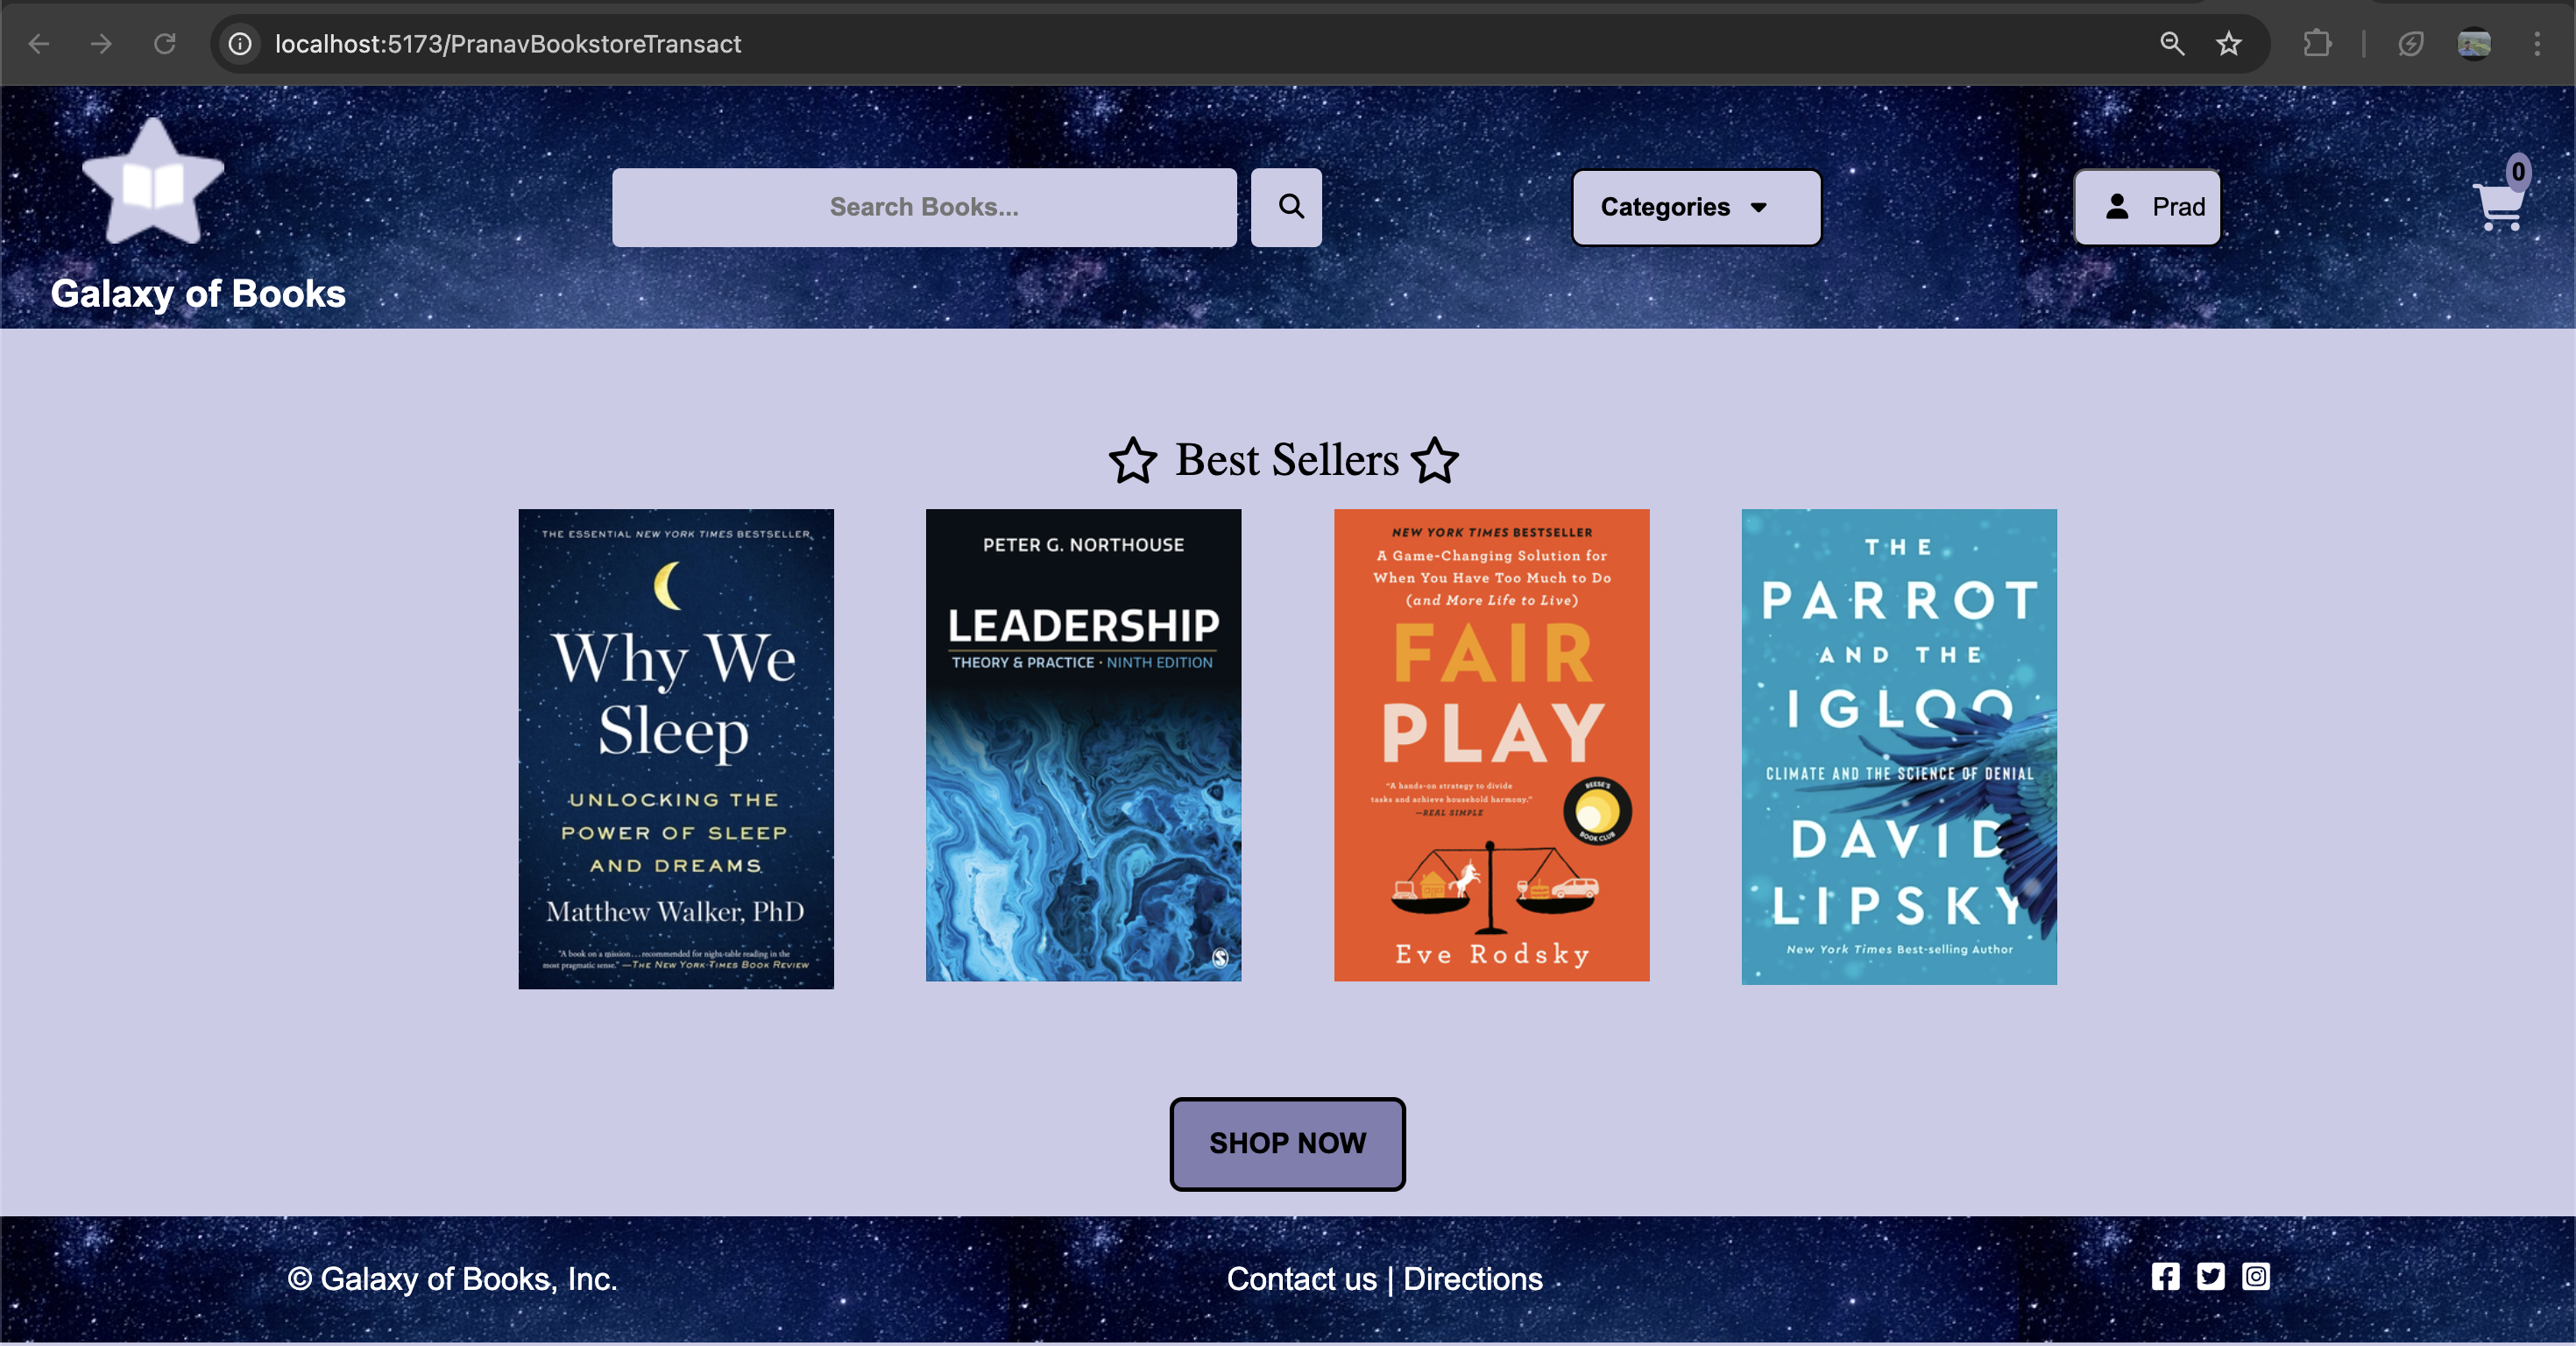 localhost:5173/PranavBookstoreTransact
Search Books...
Categories
Prad
0
Galaxy of Books
Best Sellers
THE ESSENTIAL NEW YORK TIMES BESTSELLER
Why We
Sleep
UNLOCKING THE
POWER OF SLEEP
AND DREAMS
Matthew Walker, PhD
"A book on a mission...recommended for night-table reading in the
most pragmatic sense." —THE NEW YORK TIMES BOOK REVIEW
PETER G. NORTHOUSE
LEADERSHIP
THEORY & PRACTICE · NINTH EDITION
S
NEW YORK TIMES BESTSELLER
A Game-Changing Solution for
When You Have Too Much to Do
(and More Life to Live)
FAIR
PLAY
"A hands-on strategy to divide
tasks and achieve household harmony."
—REAL SIMPLE
REESE'S
BOOK CLUB
Eve Rodsky
THE
PARROT
AND THE
IGLOO
CLIMATE AND THE SCIENCE OF DENIAL
DAVID
LIPSKY
New York Times Best-selling Author
SHOP NOW
© Galaxy of Books, Inc.
Contact us | Directions